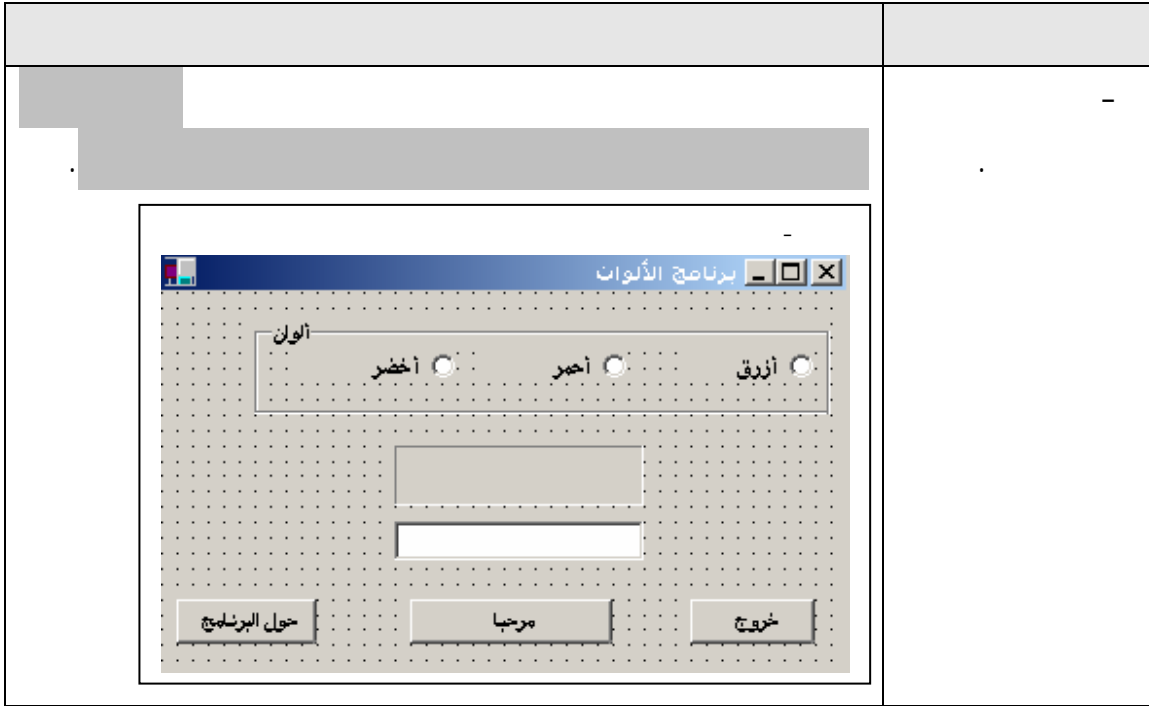 –
.
.
-
برنامج الألوان
ألوان
أزرق أحمر أخضر
خروج مرحبا حول البرنامج